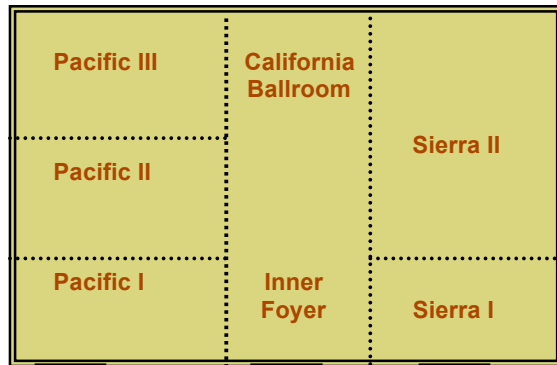 Pacific III
California
Ballroom
Sierra II
Pacific II
Pacific I
Inner
Foyer
Sierra I